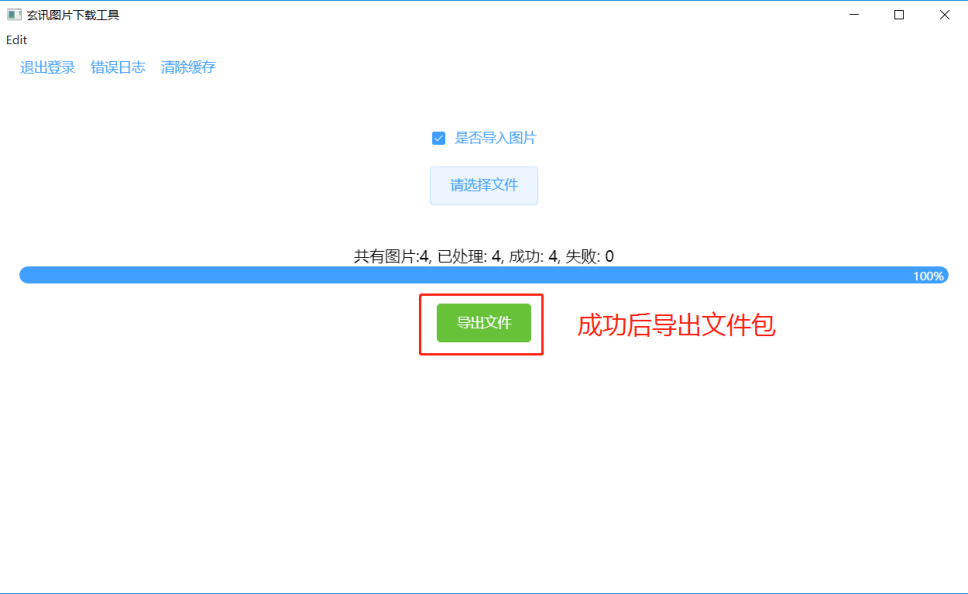 玄讯图片下载工具
Edit
退出登录 错误日志 清除缓存
是否导入图片
请选择文件
共有图片:4, 已处理: 4, 成功: 4, 失败: 0
100%
导出文件 成功后导出文件包